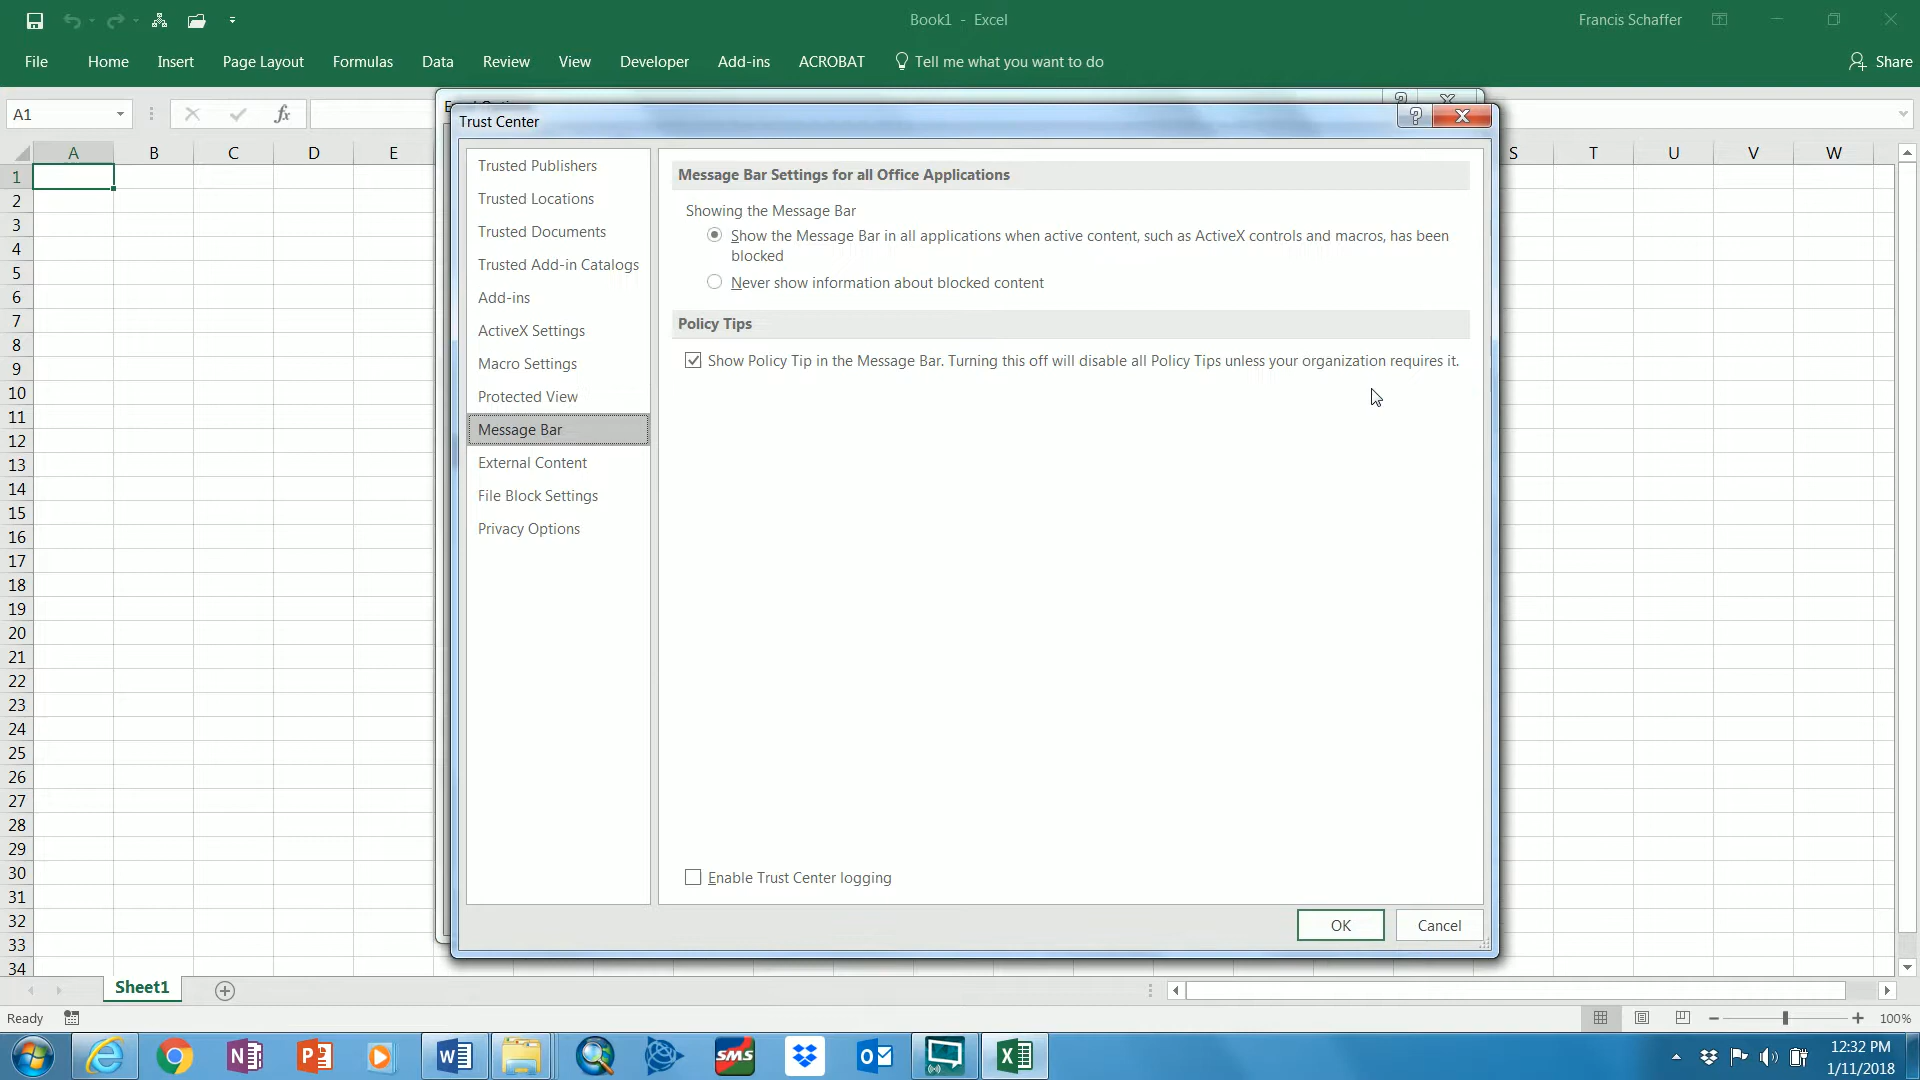 Book1 - Excel
Francis Schaffer
File Home Insert Page Layout Formulas Data Review View Developer Add-ins ACROBAT Tell me what you want to do Share
A1
fx
Trust Center
A B C D E S T U V W
Trusted Publishers
Trusted Locations
Trusted Documents
Trusted Add-in Catalogs
Add-ins
ActiveX Settings
Macro Settings
Protected View
Message Bar
External Content
File Block Settings
Privacy Options
Message Bar Settings for all Office Applications
Showing the Message Bar
Show the Message Bar in all applications when active content, such as ActiveX controls and macros, has been
blocked
Never show information about blocked content
Policy Tips
Show Policy Tip in the Message Bar. Turning this off will disable all Policy Tips unless your organization requires it.
Enable Trust Center logging
OK Cancel
1
2
3
4
5
6
7
8
9
10
11
12
13
14
15
16
17
18
19
20
21
22
23
24
25
26
27
28
29
30
31
32
33
34
Sheet1
Ready
100%
SMS
12:32 PM
1/11/2018